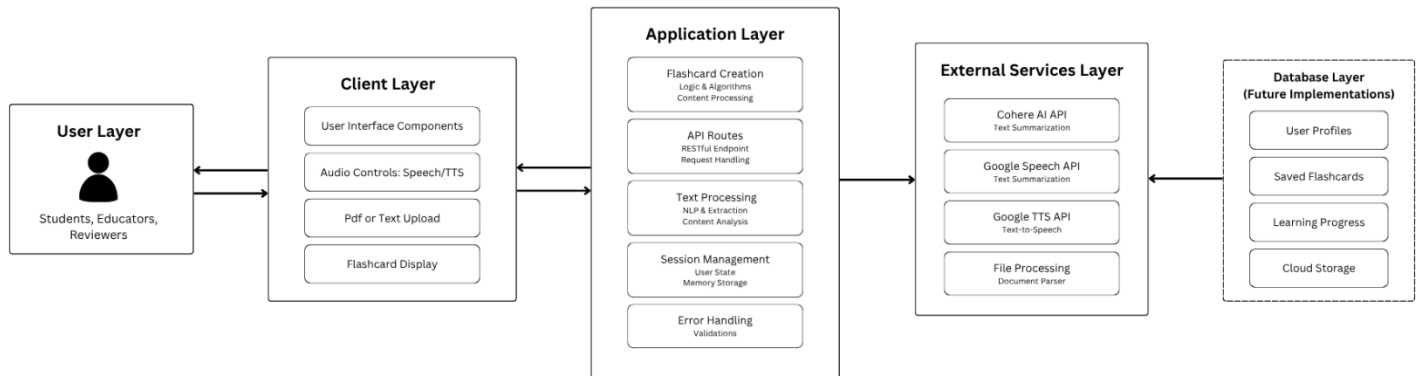 User Layer
Students, Educators,
Reviewers
Client Layer
User Interface Components
Audio Controls: Speech/TTS
Pdf or Text Upload
Flashcard Display
Application Layer
Flashcard Creation
Logic & Algorithms
Content Processing
API Routes
RESTful Endpoint
Request Handling
Text Processing
NLP & Extraction
Content Analysis
Session Management
User State
Memory Storage
Error Handling
Validations
External Services Layer
Cohere AI API
Text Summarization
Google Speech API
Text Summarization
Google TTS API
Text-to-Speech
File Processing
Document Parser
Database Layer
(Future Implementations)
User Profiles
Saved Flashcards
Learning Progress
Cloud Storage